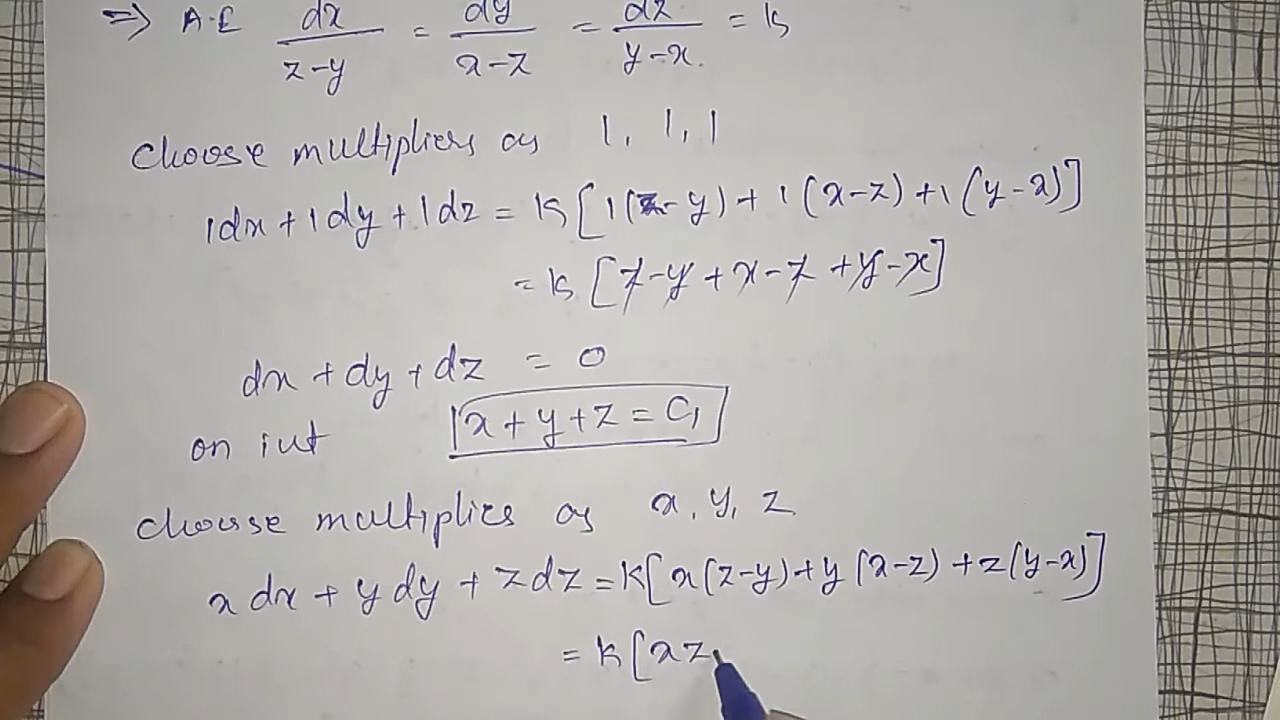 ⇒ A.E dx/(z-y) = dy/(x-z) = dz/(y-x) = k
Choose multipliers as 1, 1, 1
1dx + 1dy + 1dz = k[1(z-y) + 1(x-z) + 1(y-x)]
= k[z-y+x-z+y-x]
dx + dy + dz = 0
on int x+y+z = C₁
choose multiplies as x, y, z
x dx + y dy + z dz = k[x(z-y)+y(x-z)+z(y-x)]
= k[xz